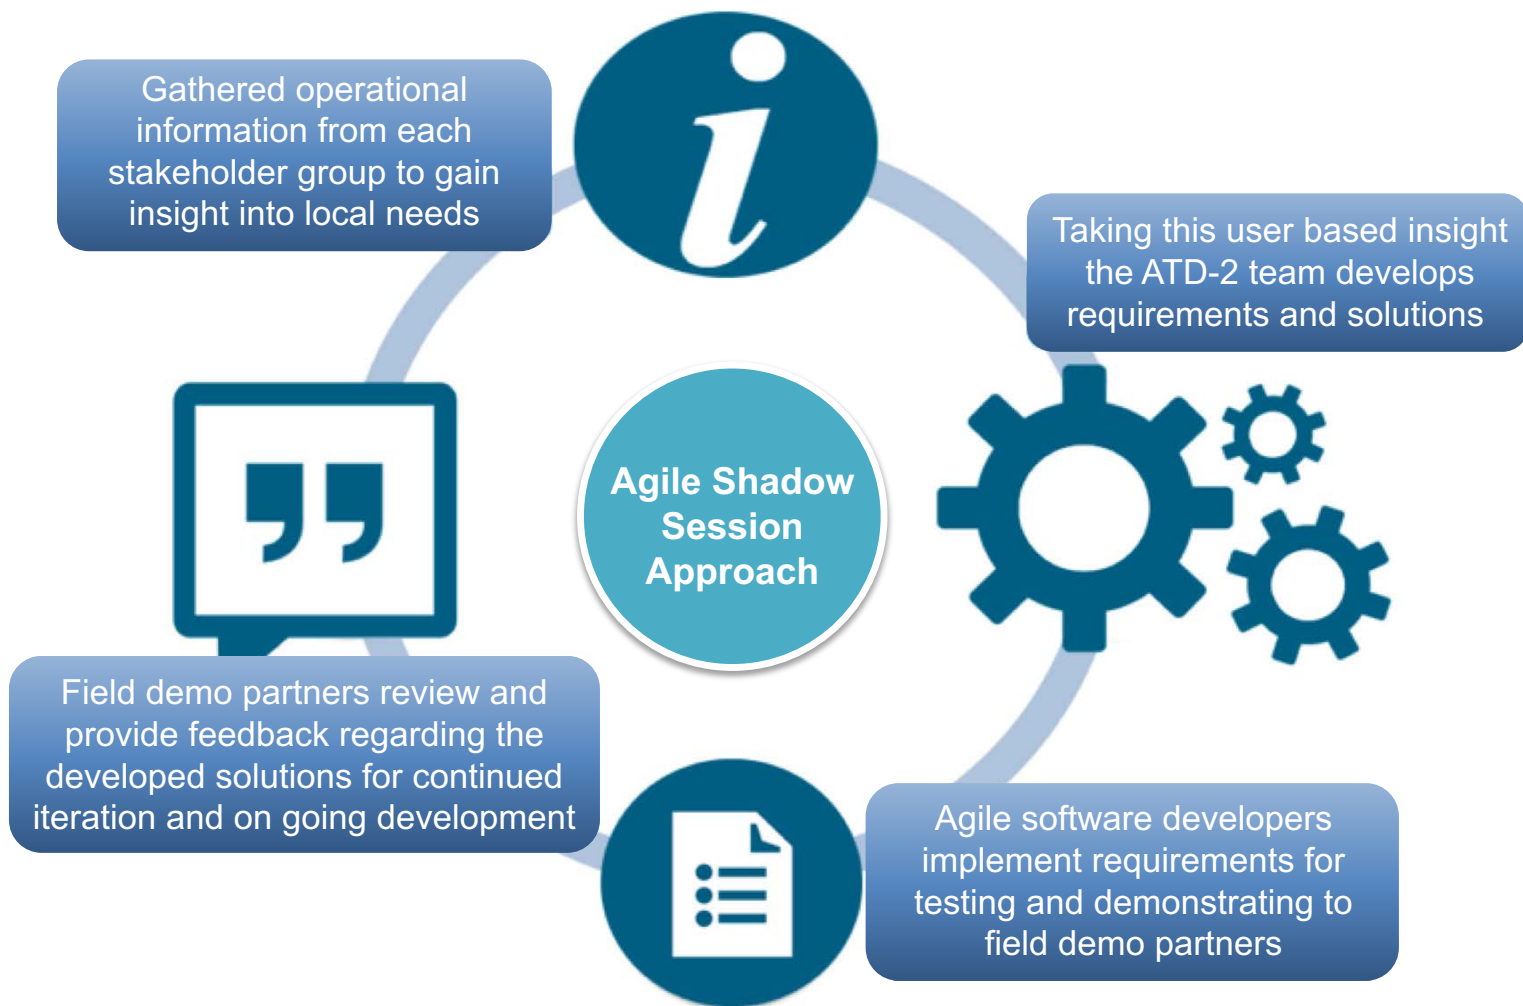 Gathered operational
information from each
stakeholder group to gain
insight into local needs
Taking this user based insight
the ATD-2 team develops
requirements and solutions
Agile Shadow
Session
Approach
Field demo partners review and
provide feedback regarding the
developed solutions for continued
iteration and on going development
Agile software developers
implement requirements for
testing and demonstrating to
field demo partners